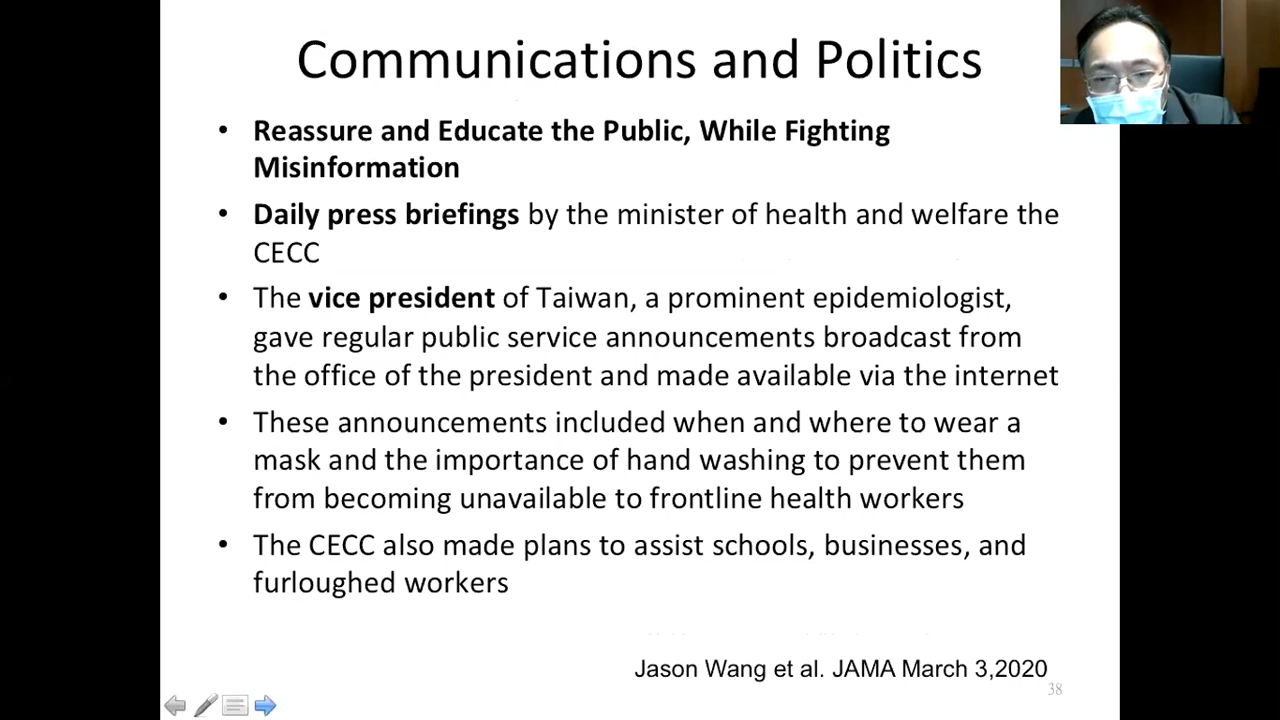 Communications and Politics
• Reassure and Educate the Public, While Fighting
Misinformation
• Daily press briefings by the minister of health and welfare the
CECC
• The vice president of Taiwan, a prominent epidemiologist,
gave regular public service announcements broadcast from
the office of the president and made available via the internet
• These announcements included when and where to wear a
mask and the importance of hand washing to prevent them
from becoming unavailable to frontline health workers
• The CECC also made plans to assist schools, businesses, and
furloughed workers
Jason Wang et al. JAMA March 3,2020
38